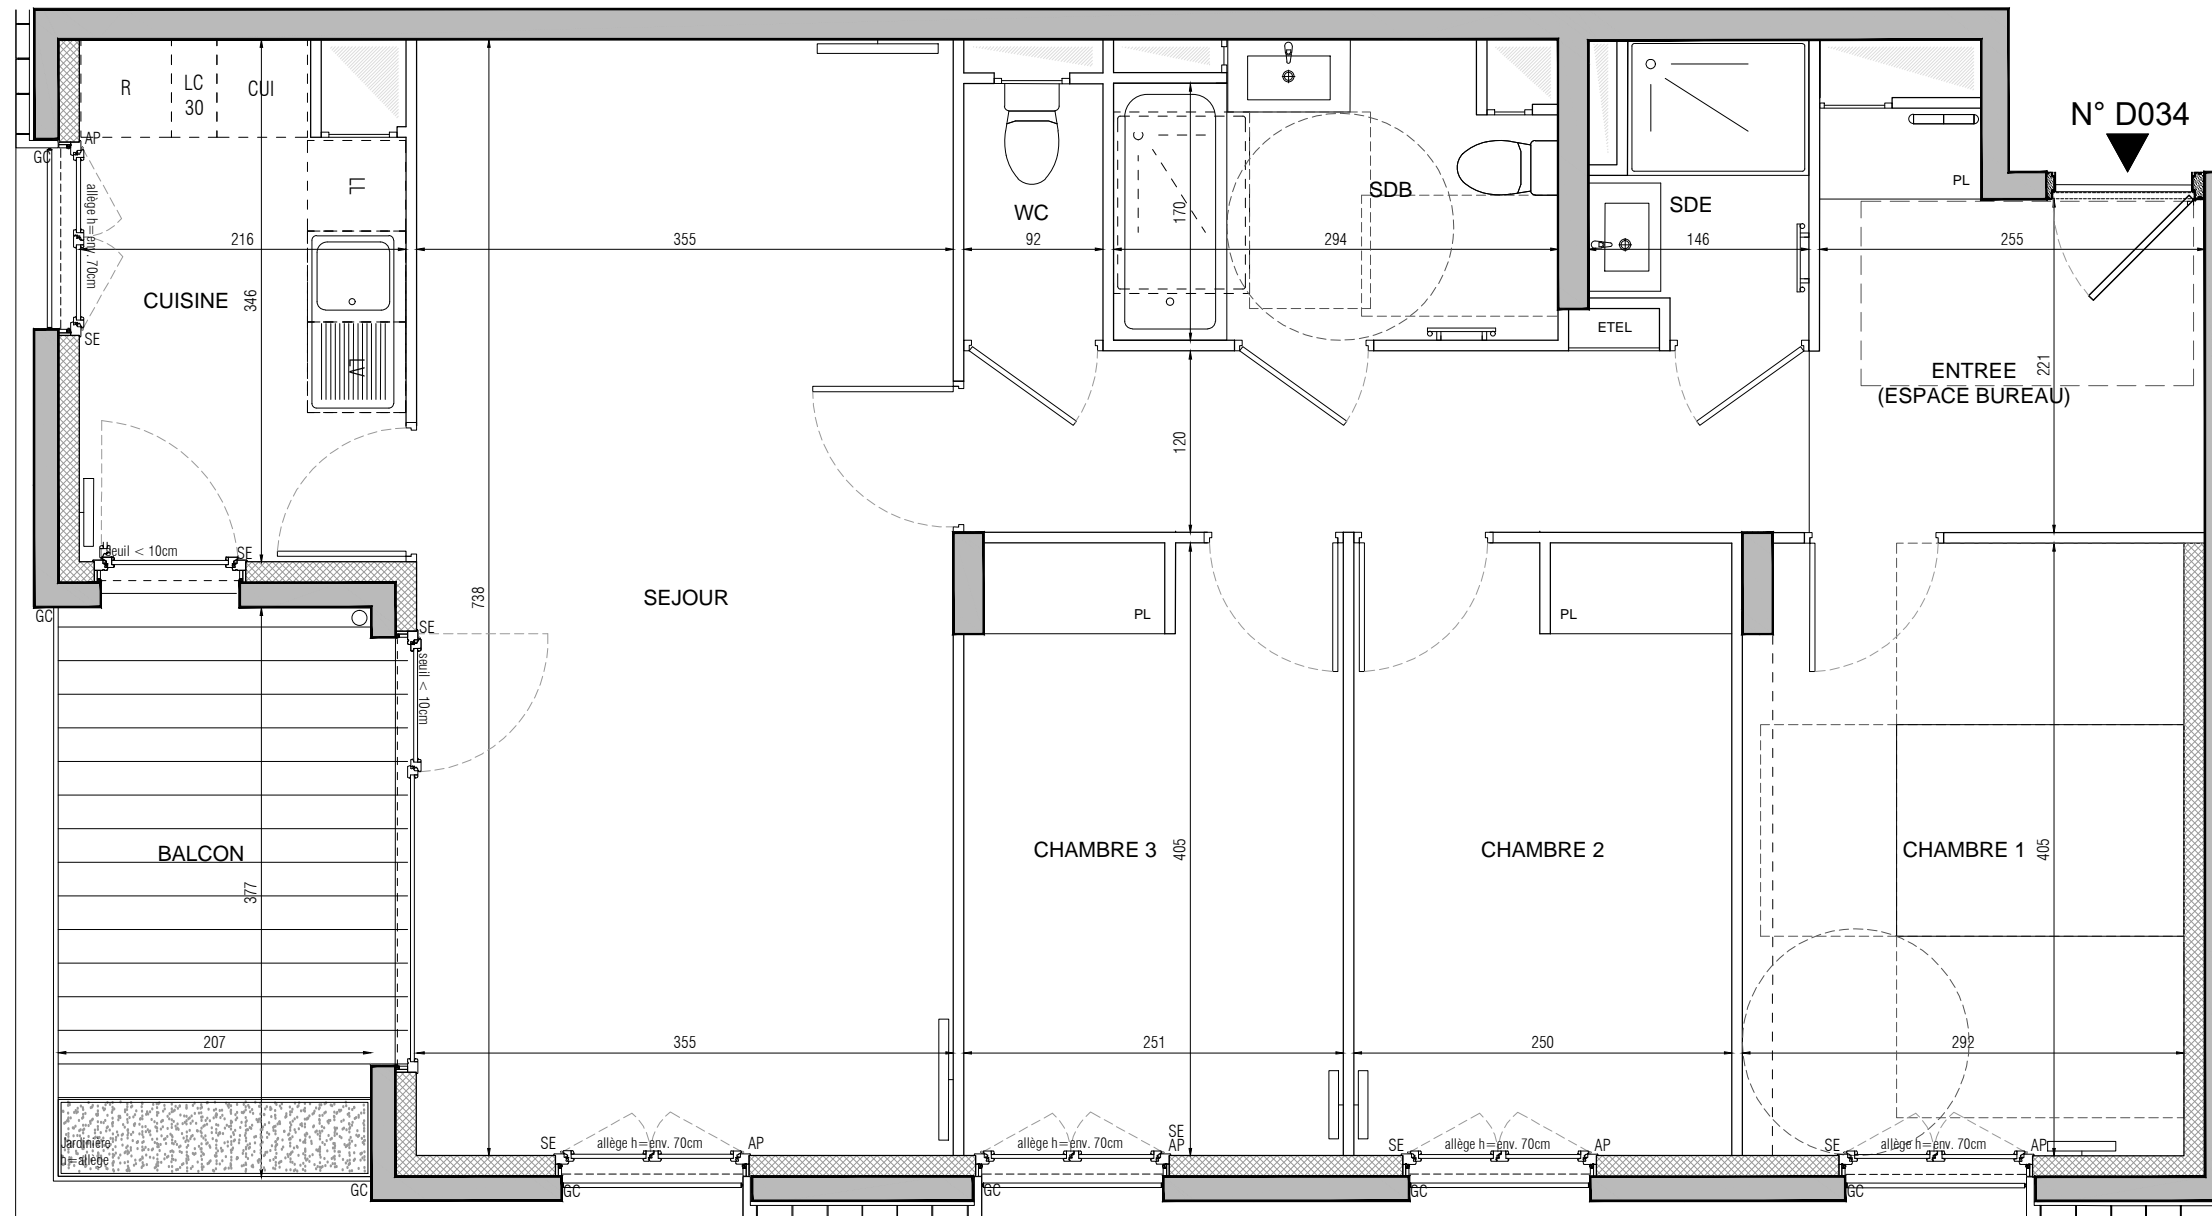 N° D034
R
LC
30
CUI
AP
GC
allège h=env. 70cm
LL
WC
SDB
SDE
PL
170
216
355
92
294
146
255
CUISINE
346
SE
ETEL
LV
ENTREE
(ESPACE BUREAU)
221
120
seuil < 10cm
SE
GC
738
SEJOUR
PL
PL
SE
seuil < 10cm
BALCON
377
CHAMBRE 3
405
CHAMBRE 2
CHAMBRE 1
405
207
355
251
250
292
Jardinière
h=allège
SE
allège h=env. 70cm
AP
allège h=env. 70cm
SE
AP
SE
allège h=env. 70cm
AP
SE
allège h=env. 70cm
AP
GC
GC
GC
GC
GC